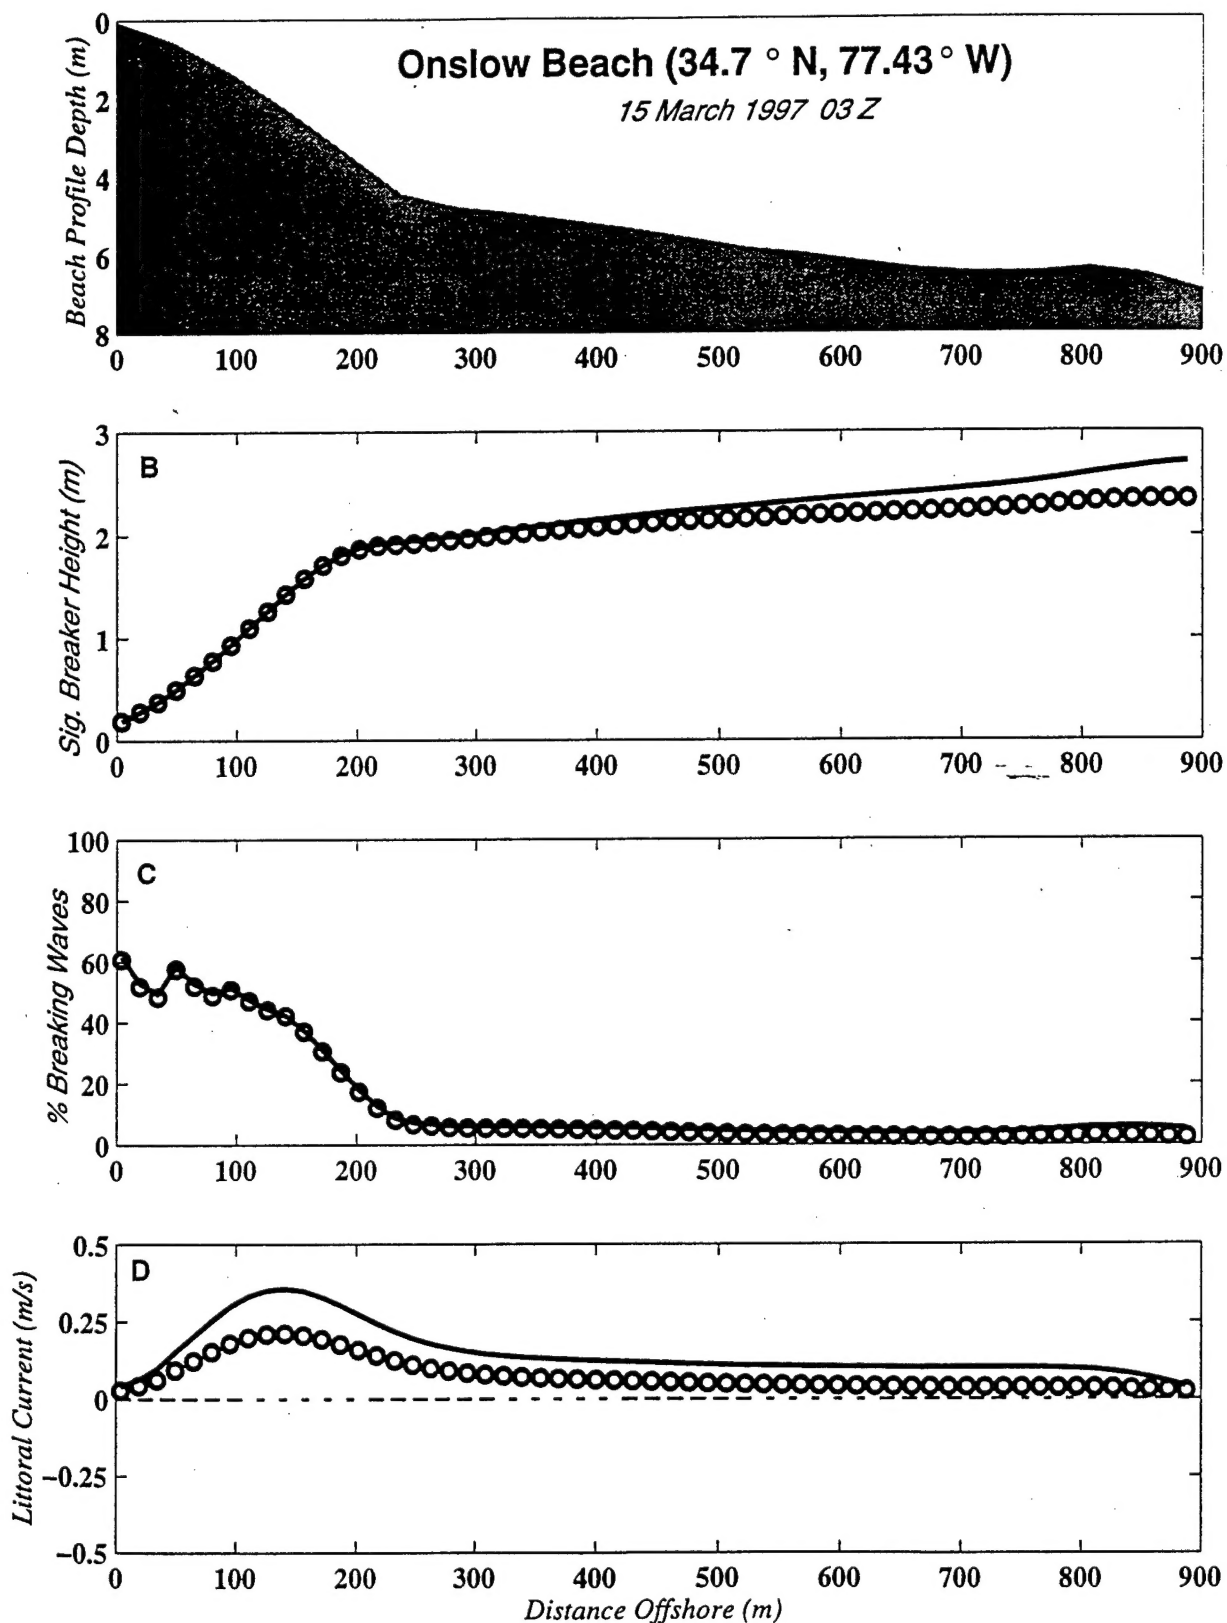 Onslow Beach (34.7 ° N, 77.43° W)
15 March 1997 03 Z
Beach Profile Depth (m)
0
2
4
6
8
0 100 200 300 400 500 600 700 800 900
B
Sig. Breaker Height (m)
3
2
1
0
0 100 200 300 400 500 600 700 800 900
C
% Breaking Waves
100
80
60
40
20
0
0 100 200 300 400 500 600 700 800 900
D
Littoral Current (m/s)
0.5
0.25
0
−0.25
−0.5
0 100 200 300 400 500 600 700 800 900
Distance Offshore (m)